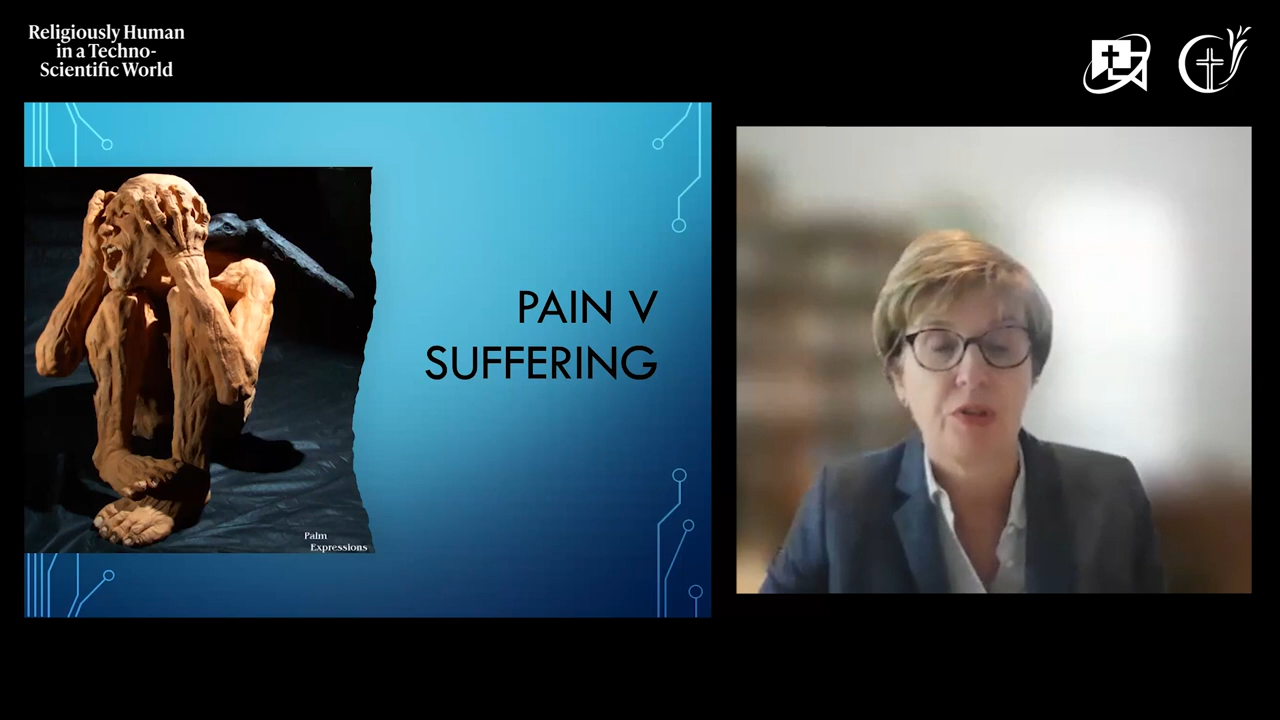 Religiously Human
in a Techno-
Scientific World
PAIN V
SUFFERING
Palm
Expressions